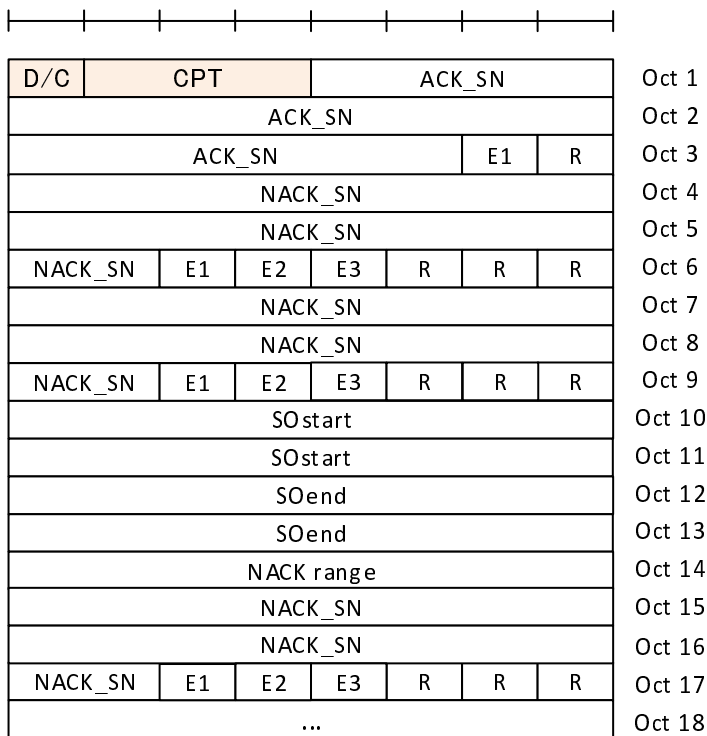 D/C CPT ACK_SN Oct 1
ACK_SN Oct 2
ACK_SN E1 R Oct 3
NACK_SN Oct 4
NACK_SN Oct 5
NACK_SN E1 E2 E3 R R R Oct 6
NACK_SN Oct 7
NACK_SN Oct 8
NACK_SN E1 E2 E3 R R R Oct 9
SOstart Oct 10
SOstart Oct 11
SOend Oct 12
SOend Oct 13
NACK range Oct 14
NACK_SN Oct 15
NACK_SN Oct 16
NACK_SN E1 E2 E3 R R R Oct 17
... Oct 18